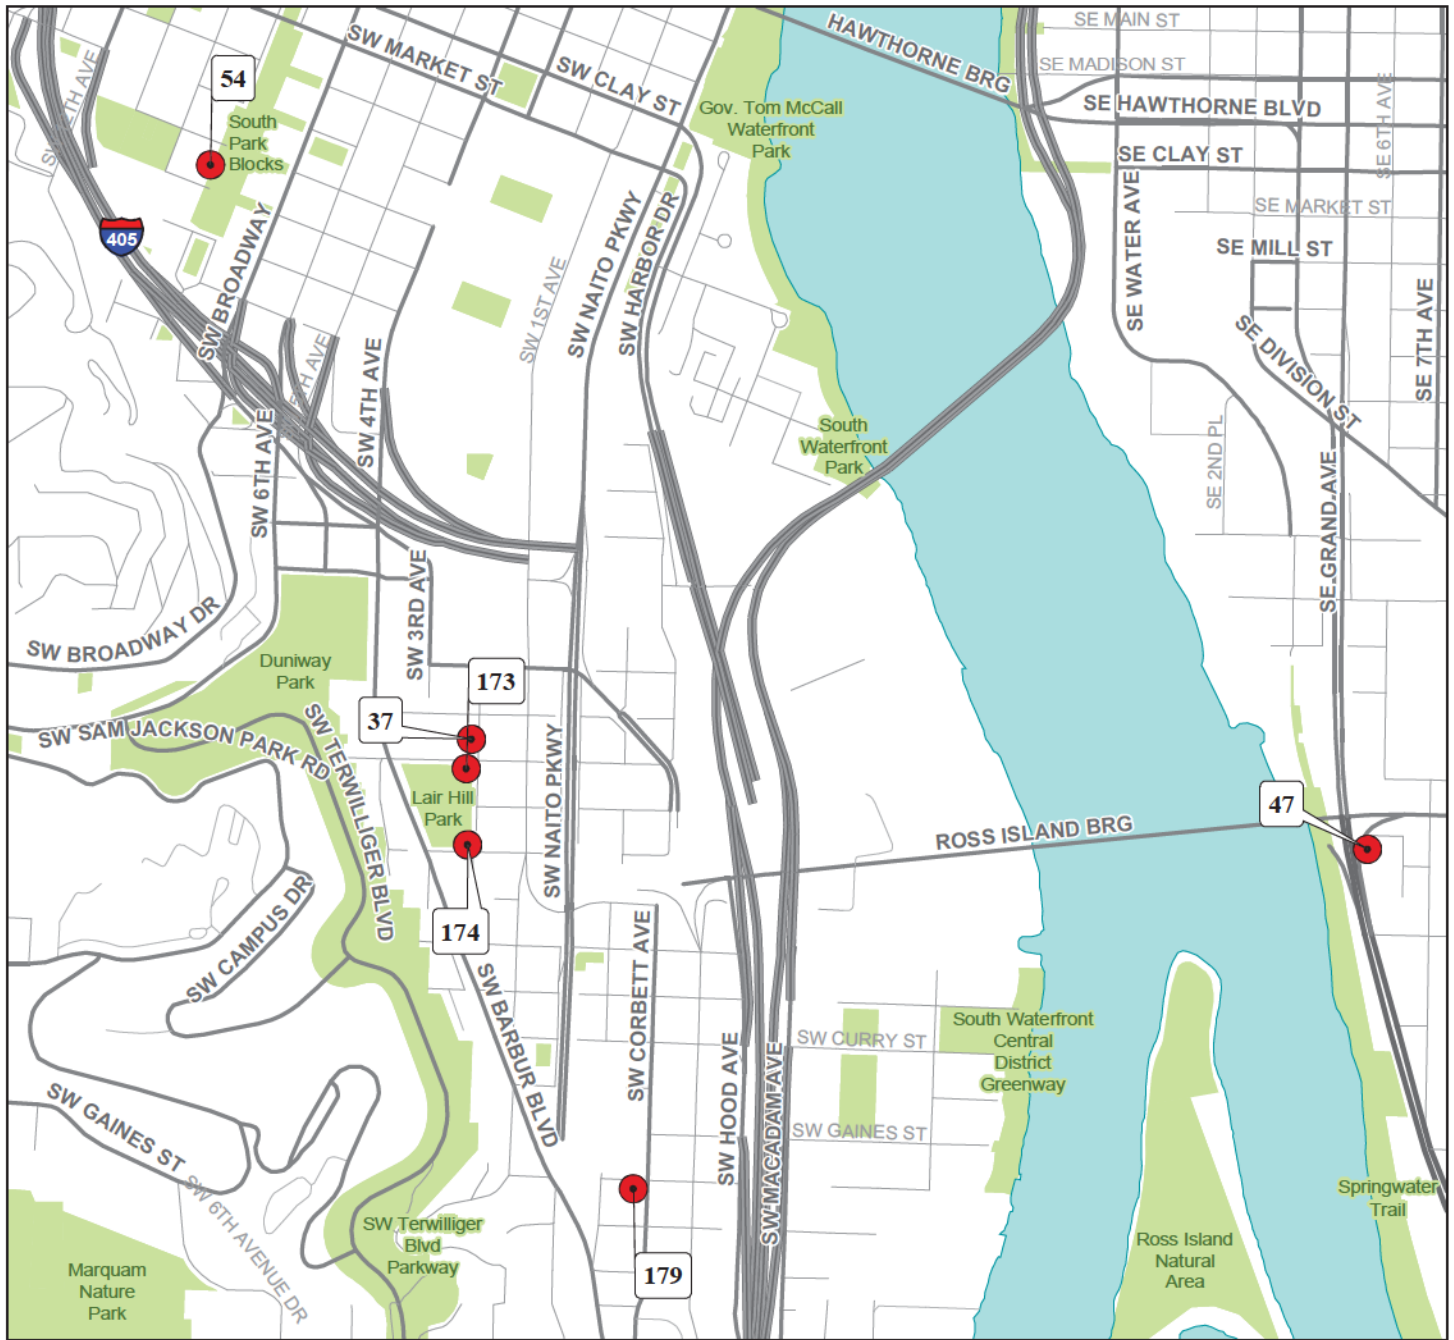 SE MAIN ST
HAWTHORNE BRG
SW MARKET ST
SE MADISON ST
SW CLAY ST
54
SE HAWTHORNE BLVD
Gov. Tom McCall
Waterfront
Park
South
Park
Blocks
SE 6TH AVE
SE CLAY ST
SE WATER AVE
SE MARKET ST
405
SW BROADWAY
SW NAITO PKWY
SW HARBOR DR
SE MILL ST
SW 1ST AVE
SE 7TH AVE
SE DIVISION ST
SW 4TH AVE
SW 6TH AVE
South
Waterfront
Park
SE 2ND PL
SE GRAND AVE
SW 3RD AVE
SW BROADWAY DR
Duniway
Park
173
37
SW SAM JACKSON PARK RD
SW TERWILLIGER BLVD
SW NAITO PKWY
Lair Hill
Park
47
ROSS ISLAND BRG
174
SW CAMPUS DR
SW CORBETT AVE
SW BARBUR BLVD
SW HOOD AVE
SW MACADAM AVE
SW CURRY ST
South Waterfront
Central
District
Greenway
SW GAINES ST
SW GAINES ST
SW 6TH AVENUE DR
SW Terwilliger
Blvd
Parkway
Marquam
Nature
Park
179
Ross Island
Natural
Area
Springwater
Trail